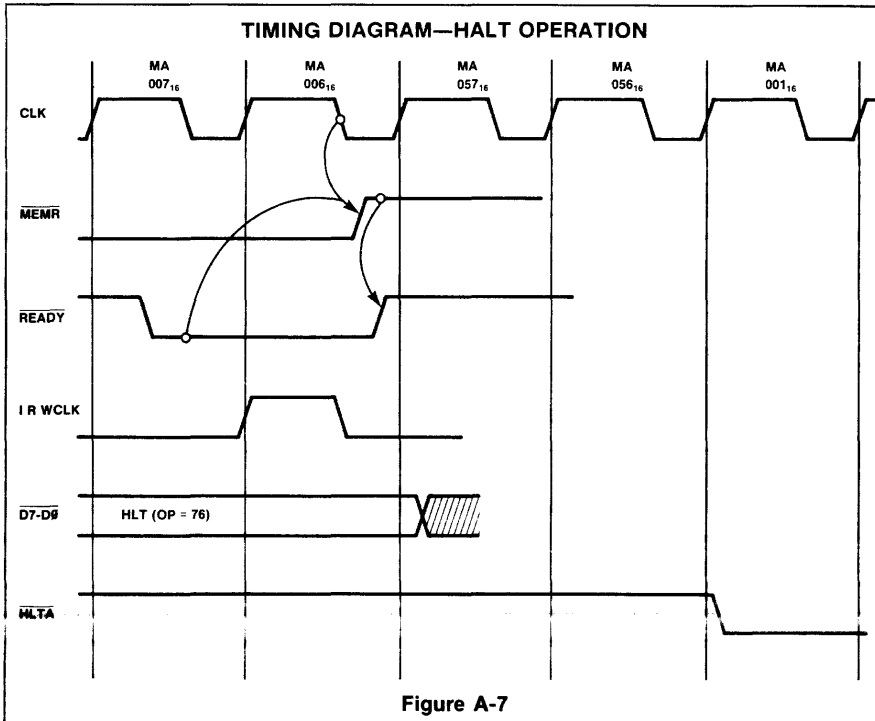 TIMING DIAGRAM—HALT OPERATION
MA
007₁₆
MA
006₁₆
MA
057₁₆
MA
056₁₆
MA
001₁₆
CLK
MEMR
READY
I R WCLK
D7-DØ
HLT (OP = 76)
HLTA
Figure A-7